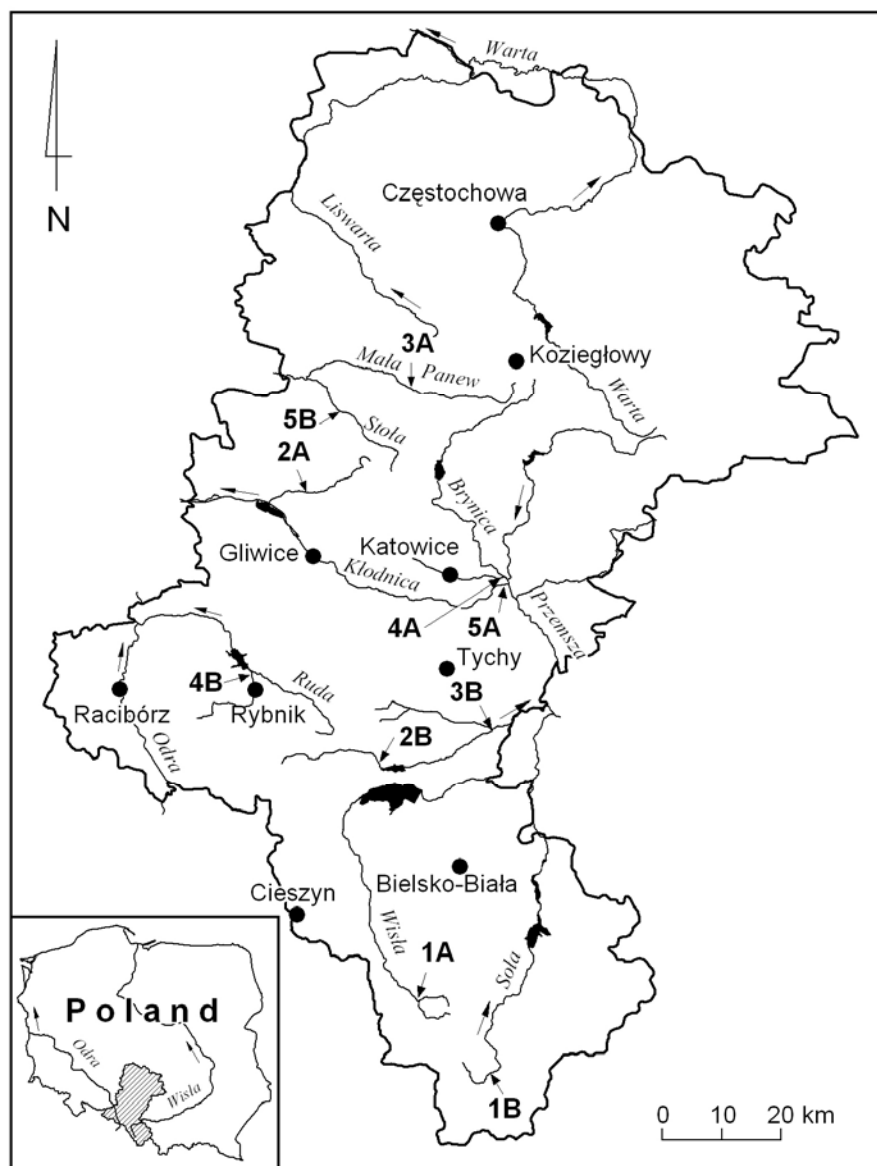 Warta
N
Częstochowa
Liswarta
3A
Koziegłowy
Mała Panew
Warta
5B
Stoła
2A
Brynica
Gliwice
Katowice
Kłodnica
4A
5A
Przemsza
Tychy
4B
3B
Ruda
Racibórz
Rybnik
2B
Odra
Bielsko-Biała
Cieszyn
Wisła
1A
Soła
Poland
Odra
Wisła
1B
0 10 20 km